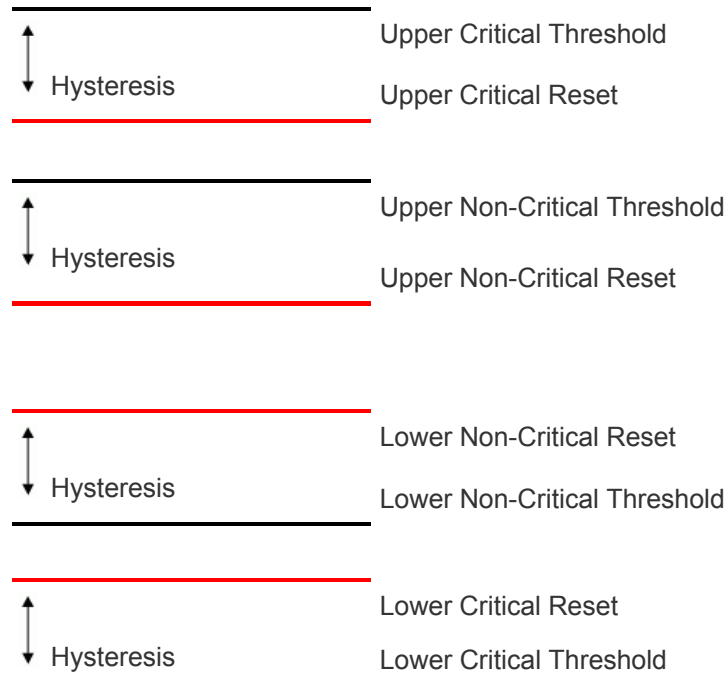 Upper Critical Threshold
Hysteresis
Upper Critical Reset
Upper Non-Critical Threshold
Hysteresis
Upper Non-Critical Reset
Lower Non-Critical Reset
Hysteresis
Lower Non-Critical Threshold
Lower Critical Reset
Hysteresis
Lower Critical Threshold